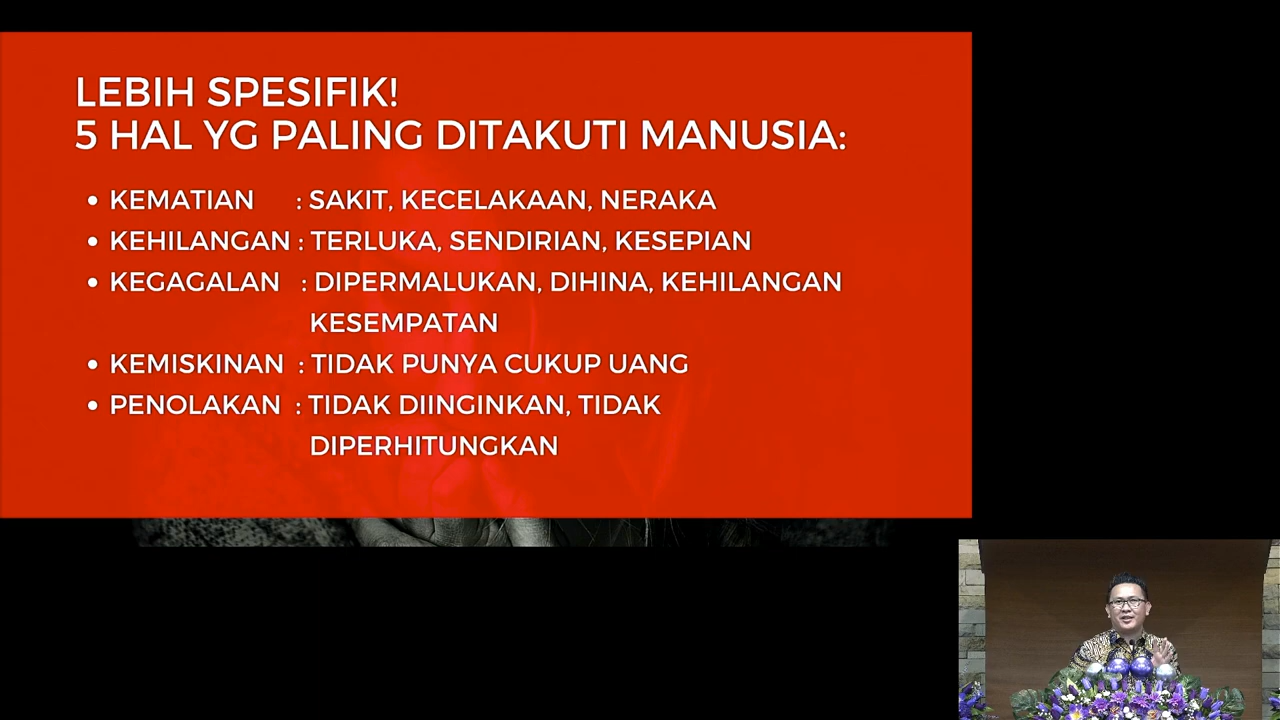 LEBIH SPESIFIK!
5 HAL YG PALING DITAKUTI MANUSIA:
• KEMATIAN : SAKIT, KECELAKAAN, NERAKA
• KEHILANGAN : TERLUKA, SENDIRIAN, KESEPIAN
• KEGAGALAN : DIPERMALUKAN, DIHINA, KEHILANGAN
KESEMPATAN
• KEMISKINAN : TIDAK PUNYA CUKUP UANG
• PENOLAKAN : TIDAK DIINGINKAN, TIDAK
DIPERHITUNGKAN